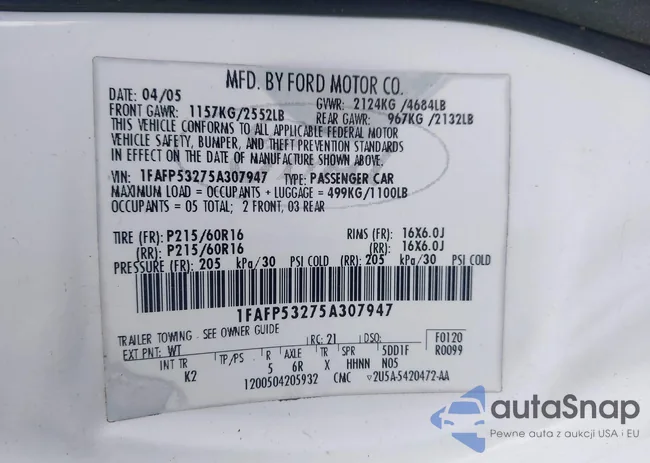 MFD. BY FORD MOTOR CO.
DATE: 04/05 GVWR: 2124KG /4684LB
FRONT GAWR: 1157KG/2552LB REAR GAWR: 967KG /2132LB
THIS VEHICLE CONFORMS TO ALL APPLICABLE FEDERAL MOTOR
VEHICLE SAFETY, BUMPER, AND THEFT PREVENTION STANDARDS
IN EFFECT ON THE DATE OF MANUFACTURE SHOWN ABOVE.
VIN: 1FAFP53275A307947 TYPE: PASSENGER CAR
MAXIMUM LOAD = OCCUPANTS + LUGGAGE = 499KG/1100LB
OCCUPANTS = 05 TOTAL; 2 FRONT, 03 REAR
TIRE (FR): P215/60R16 RIMS (FR): 16X6.0J
(RR): P215/60R16 (RR): 16X6.0J
PRESSURE (FR): 205 kPa/30 PSI COLD (RR): 205 kPa/30 PSI COLD
1FAFP53275A307947
TRAILER TOWING - SEE OWNER GUIDE
EXT PNT: WT RC: 21 DSO: F0120
INT TR TP/PS R AXLE TR SPR 5DD1F R0099
K2 5 6R X HHNN N05
1200504205932 CMC 2U5A-5420472-AA
autaSnap
Pewne auta z aukcji USA i EU